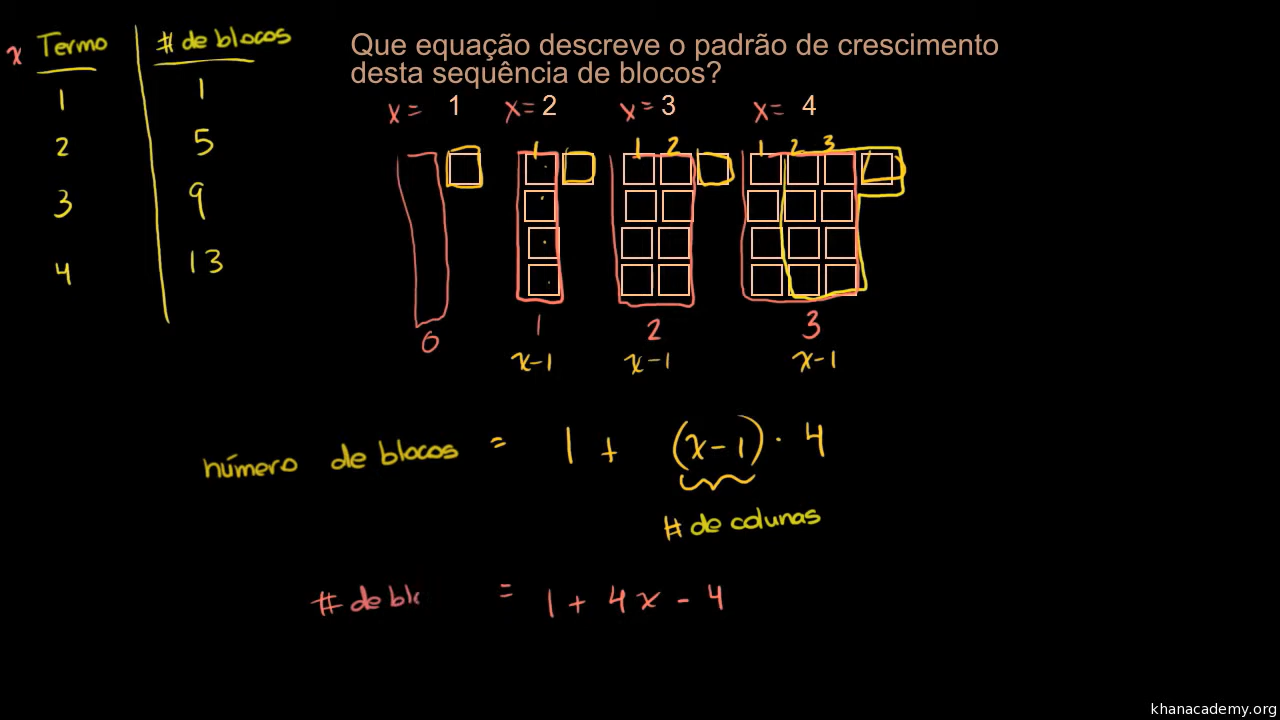 Que equação descreve o padrão de crescimento
desta sequência de blocos?
x Termo # de blocos
1 1
2 5
3 9
4 13
x = 1 x = 2 x = 3 x = 4
1 1 2 1 2 3
0 1 2 3
x-1 x-1 x-1
número de blocos = 1 + (x-1) · 4
# de colunas
# de blc = 1 + 4x - 4
khanacademy.org